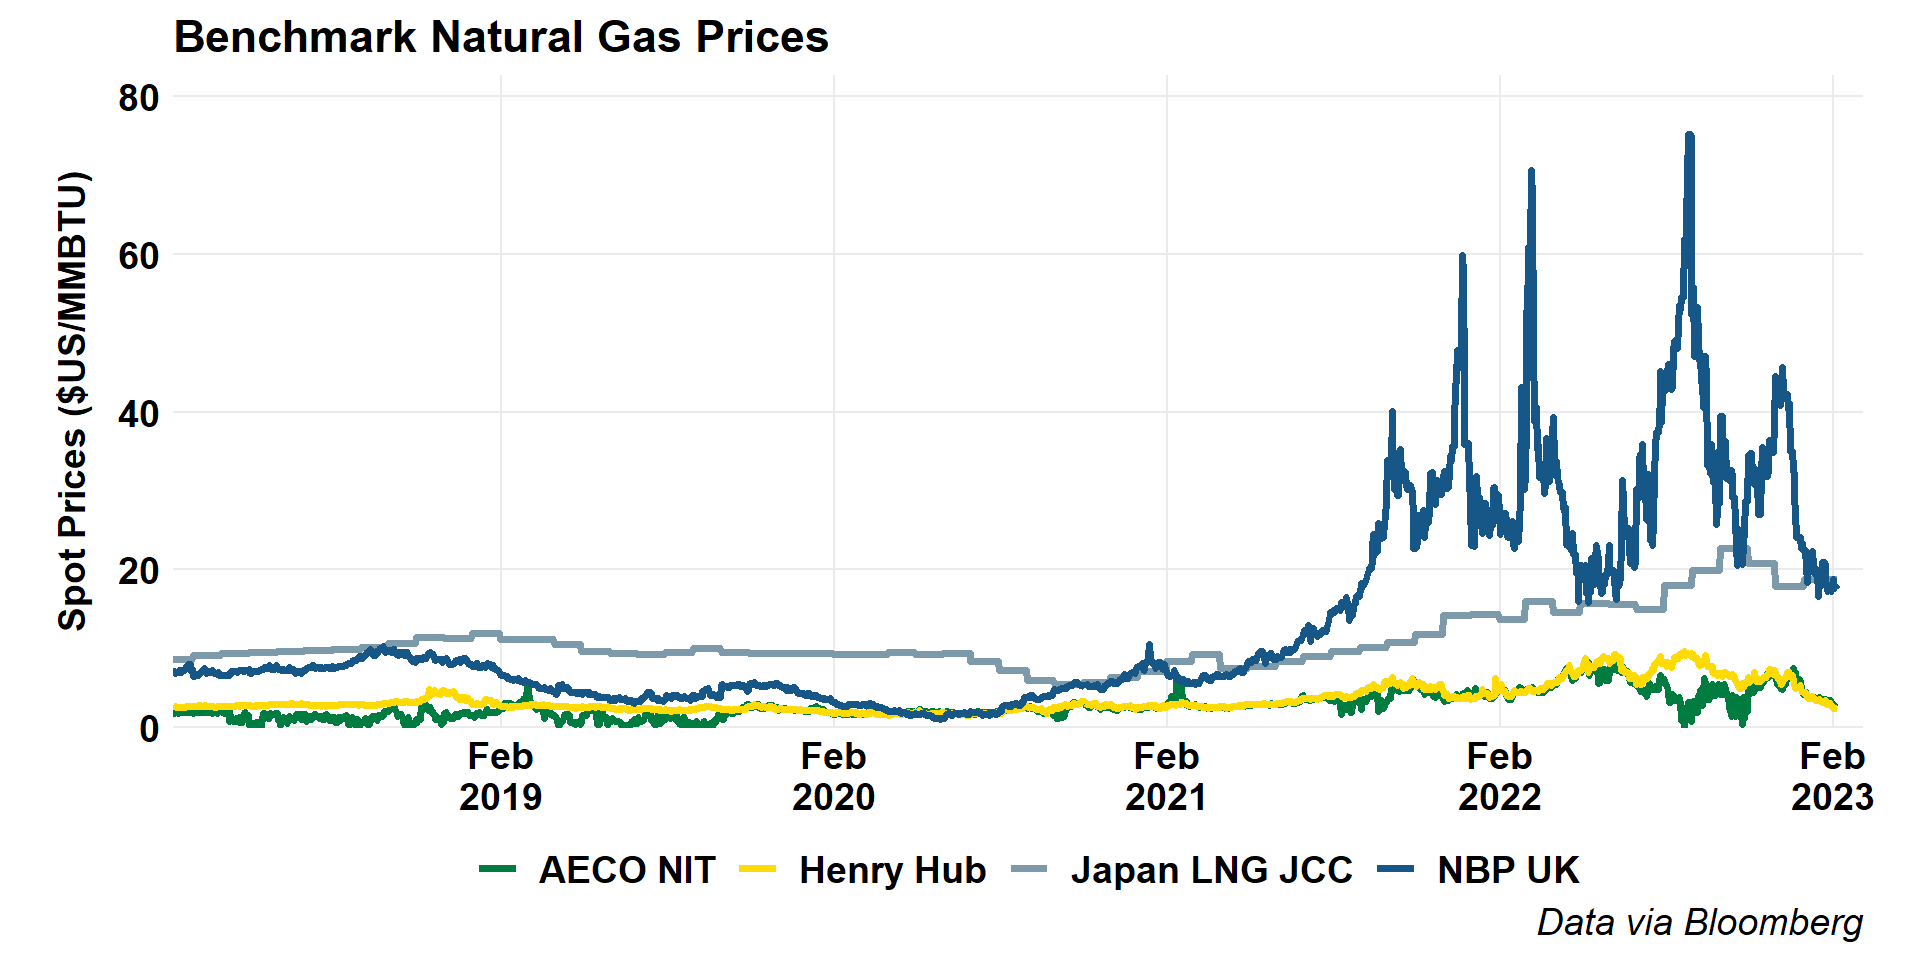 Benchmark Natural Gas Prices
Spot Prices ($US/MMBTU)
80
60
40
20
0
Feb
2019
Feb
2020
Feb
2021
Feb
2022
Feb
2023
AECO NIT
Henry Hub
Japan LNG JCC
NBP UK
Data via Bloomberg